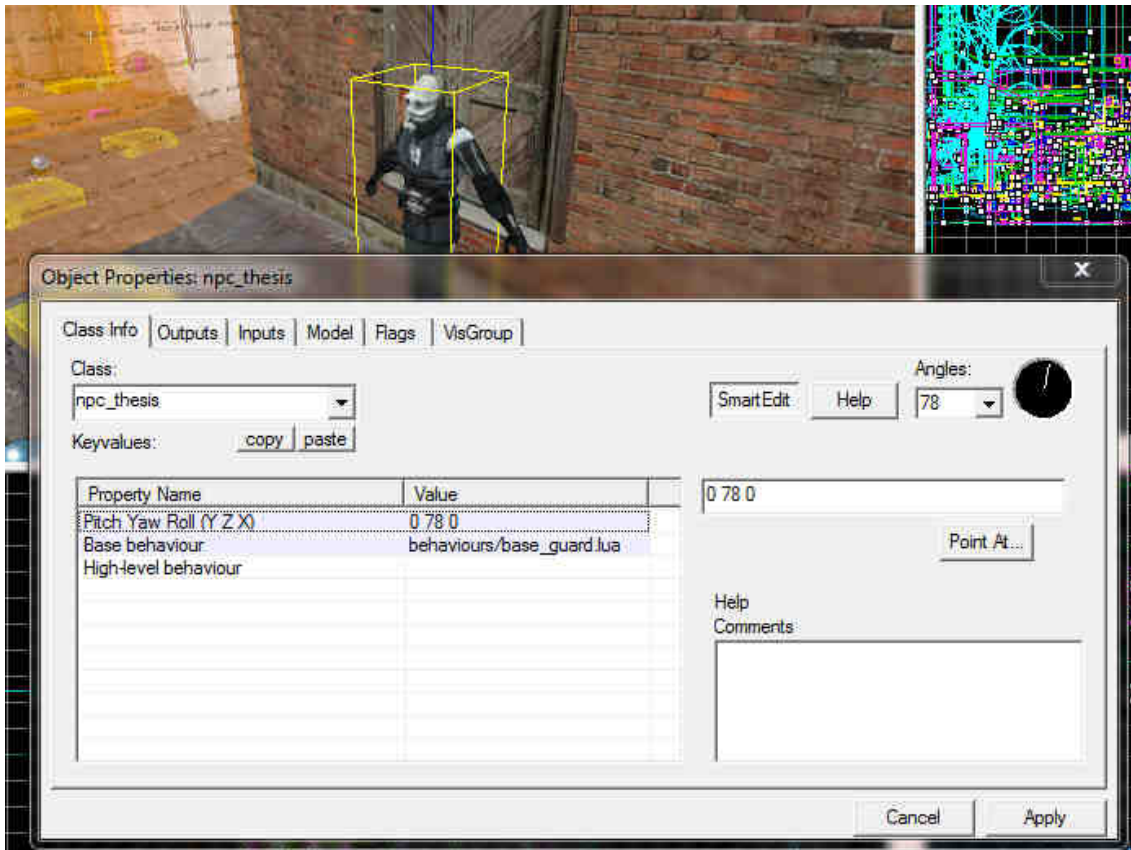 Object Properties: npc_thesis
Class Info Outputs Inputs Model Flags VisGroup
Class:
Angles:
npc_thesis
SmartEdit Help 78
Keyvalues: copy paste
Property Name Value
0 78 0
Pitch Yaw Roll (Y Z X) 0 78 0
Base behaviour behaviours/base_guard.lua
Point At...
High-level behaviour
Help
Comments
Cancel Apply